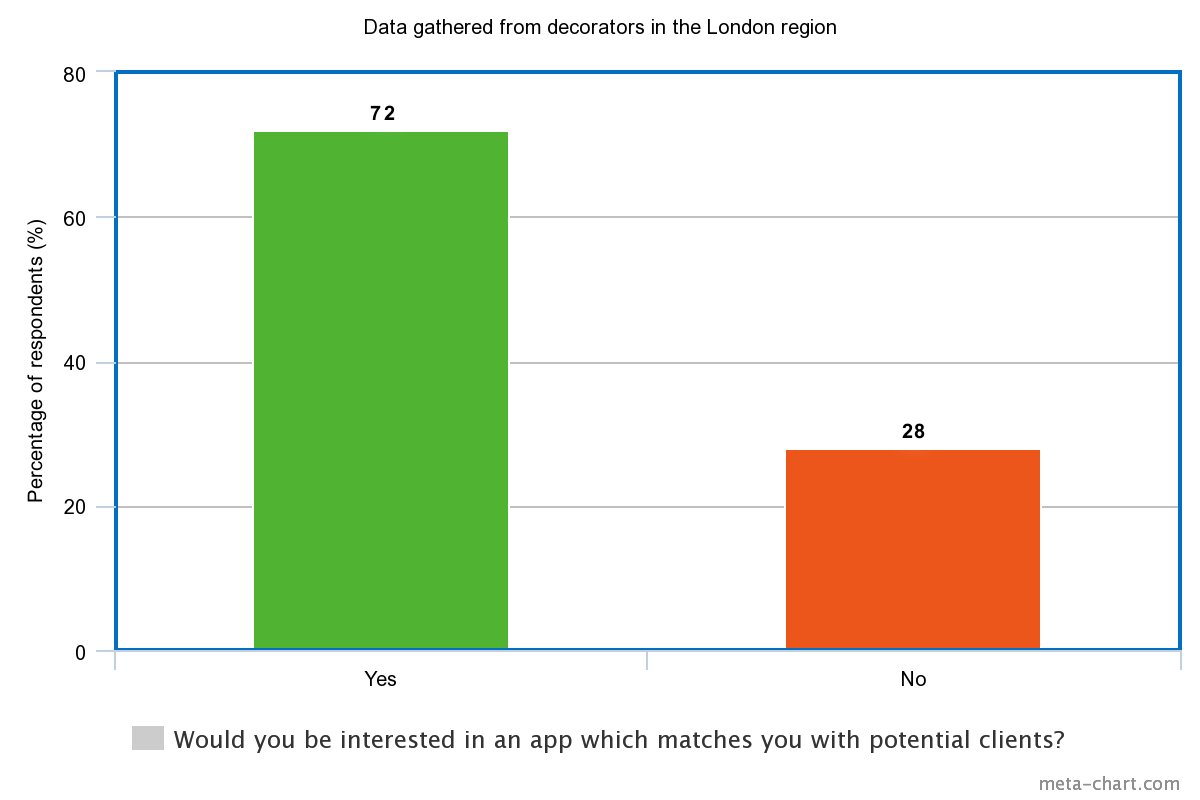 Data gathered from decorators in the London region
Percentage of respondents (%)
80
60
40
20
0
72
28
Yes
No
Would you be interested in an app which matches you with potential clients?
meta-chart.com